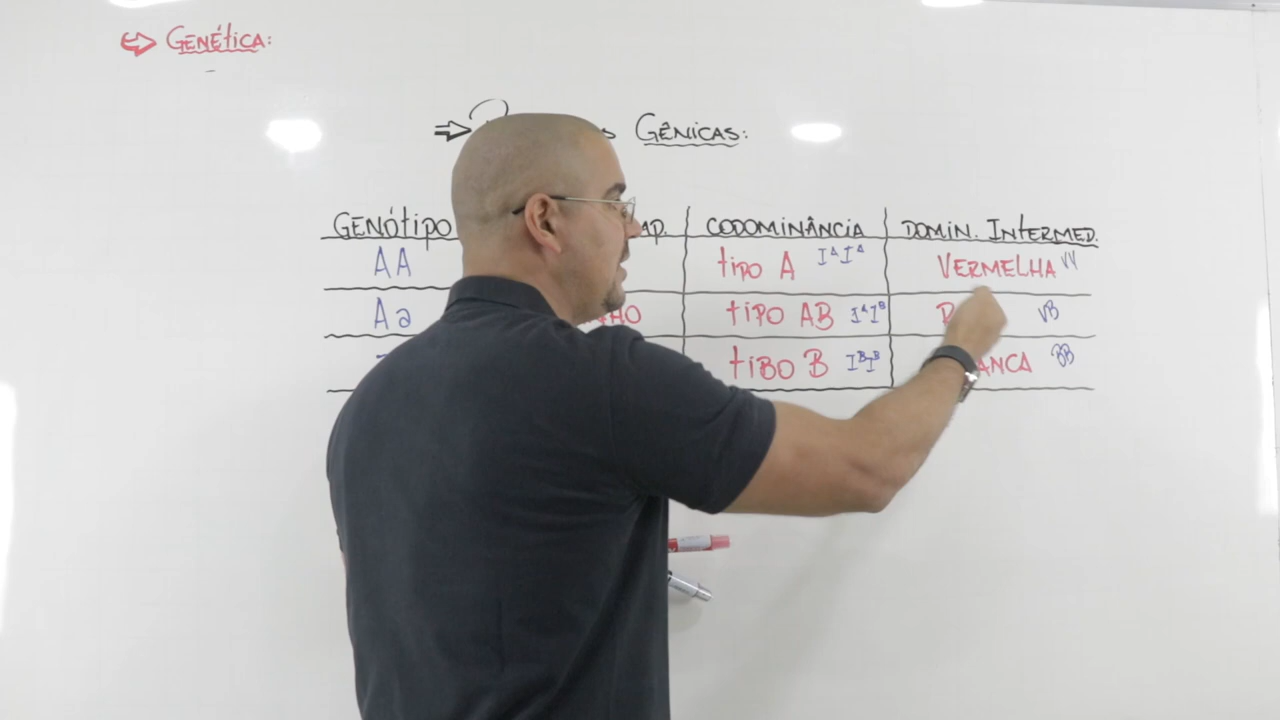 GENÉTICA:
GÊNICAS:
GENÓTIPO CODOMINÂNCIA DOMIN. INTERMED.
AA TIPO A IᴬIᴬ VERMELHA VV
Aa TIPO AB IᴬIᴮ VB
TIBO B IᴮIᴮ BB